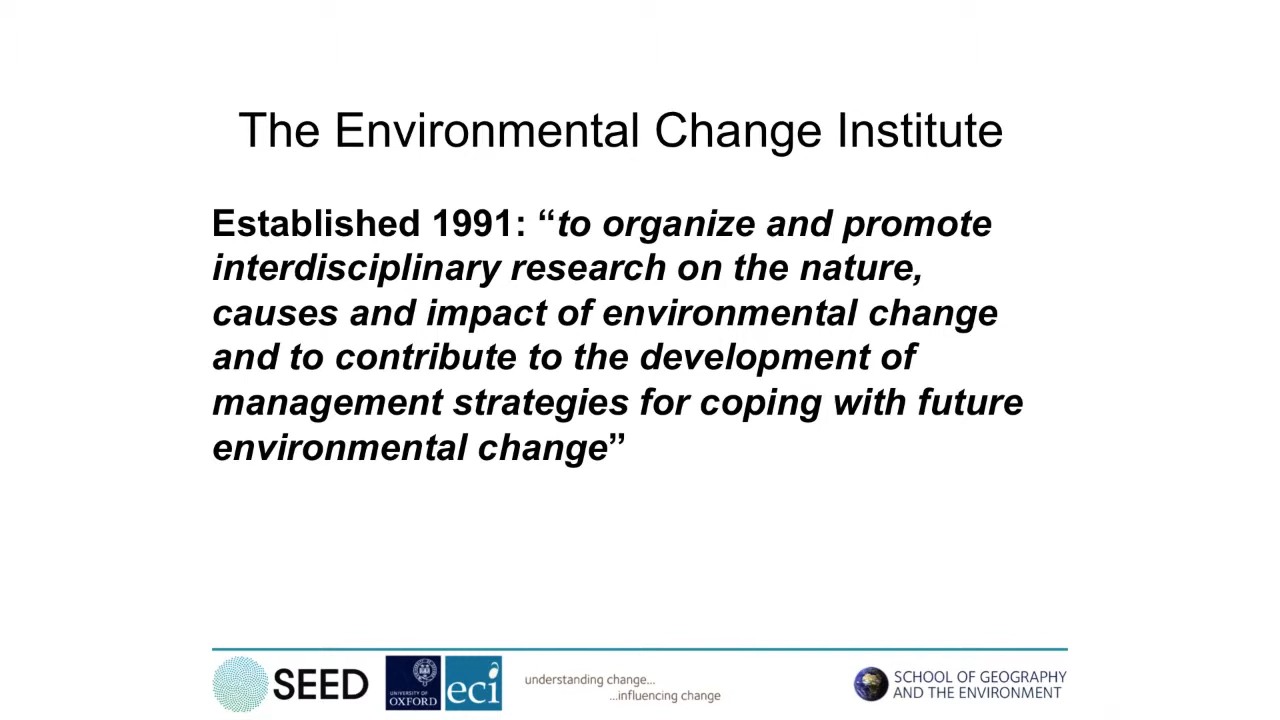 The Environmental Change Institute
Established 1991: “to organize and promote
interdisciplinary research on the nature,
causes and impact of environmental change
and to contribute to the development of
management strategies for coping with future
environmental change”
SEED
UNIVERSITY OF
OXFORD
eci
understanding change...
...influencing change
SCHOOL OF GEOGRAPHY
AND THE ENVIRONMENT